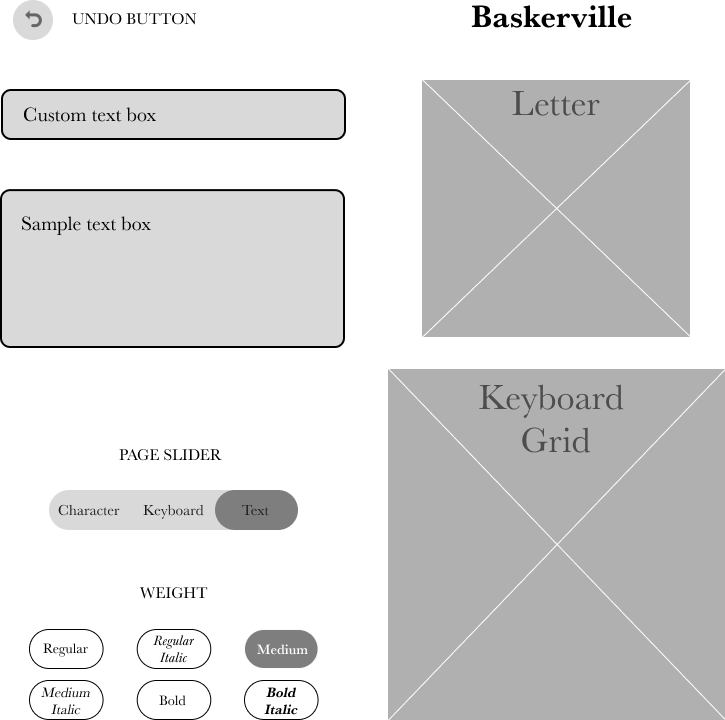 UNDO BUTTON
Custom text box
Sample text box
PAGE SLIDER
Character Keyboard Text
WEIGHT
Regular
Regular
Italic
Medium
Medium
Italic
Bold
Bold
Italic
Baskerville
Letter
Keyboard
Grid